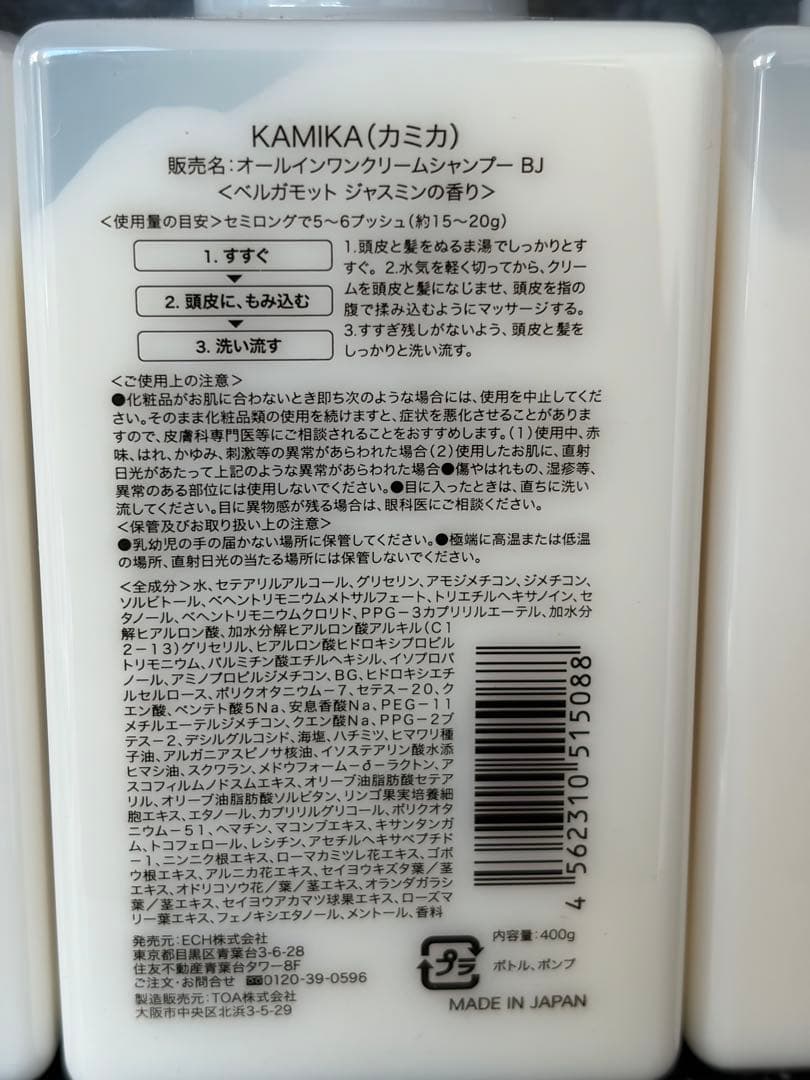 KAMIKA(カミカ)
販売名:オールインワンクリームシャンプー BJ
<ベルガモット ジャスミンの香り>
<使用量の目安>セミロングで5〜6プッシュ(約15〜20g)
1. すすぐ
2. 頭皮に、もみ込む
3. 洗い流す
1.頭皮と髪をぬるま湯でしっかりとす
すぐ。2.水気を軽く切ってから、クリー
ムを頭皮と髪になじませ、頭皮を指の
腹で揉み込むようにマッサージする。
3.すすぎ残しがないよう、頭皮と髪を
しっかりと洗い流す。
<ご使用上の注意>
●化粧品がお肌に合わないとき即ち次のような場合には、使用を中止してくだ
さい。そのまま化粧品類の使用を続けますと、症状を悪化させることがありま
すので、皮膚科専門医等にご相談されることをおすすめします。(1)使用中、赤
味、はれ、かゆみ、刺激等の異常があらわれた場合(2)使用したお肌に、直射
日光があたって上記のような異常があらわれた場合●傷やはれもの、湿疹等、
異常のある部位には使用しないでください。●目に入ったときは、直ちに洗い
流してください。目に異物感が残る場合は、眼科医にご相談ください。
<保管及びお取り扱い上の注意>
●乳幼児の手の届かない場所に保管してください。●極端に高温または低温
の場所、直射日光の当たる場所には保管しないでください。
<全成分>水、セテアリルアルコール、グリセリン、アモジメチコン、ジメチコン、
ソルビトール、ベヘントリモニウムメトサルフェート、トリエチルヘキサノイン、セ
タノール、ベヘントリモニウムクロリド、PPG-3カプリリルエーテル、加水分
解ヒアルロン酸、加水分解ヒアルロン酸アルキル(C1
2-13)グリセリル、ヒアルロン酸ヒドロキシプロピル
トリモニウム、パルミチン酸エチルヘキシル、イソプロパ
ノール、アミノプロピルジメチコン、BG、ヒドロキシエチ
ルセルロース、ポリクオタニウム-7、セテス-20、ク
エン酸、ペンテト酸5Na、安息香酸Na、PEG-11
メチルエーテルジメチコン、クエン酸Na、PPG-2ブ
テス-2、デシルグルコシド、海塩、ハチミツ、ヒマワリ種
子油、アルガニアスピノサ核油、イソステアリン酸水添
ヒマシ油、スクワラン、メドウフォーム-δ-ラクトン、ア
スコフィルムノドスムエキス、オリーブ油脂肪酸セテア
リル、オリーブ油脂肪酸ソルビタン、リンゴ果実培養細
胞エキス、エタノール、カプリリルグリコール、ポリクオタ
ニウム-51、ヘマチン、マコンブエキス、キサンタンガ
ム、トコフェロール、レシチン、アセチルヘキサペプチド
-1、ニンニク根エキス、ローマカミツレ花エキス、ゴボ
ウ根エキス、アルニカ花エキス、セイヨウキズタ葉/茎
エキス、オドリコソウ花/葉/茎エキス、オランダガラシ
葉/茎エキス、セイヨウアカマツ球果エキス、ローズマ
リー葉エキス、フェノキシエタノール、メントール、香料
4 562310 515088
発売元:ECH株式会社
東京都目黒区青葉台3-6-28
住友不動産青葉台タワー8F
ご注文・お問合せ 0120-39-0596
製造販売元:TOA株式会社
大阪市中央区北浜3-5-29
プラ
内容量:400g
ボトル、ポンプ
MADE IN JAPAN